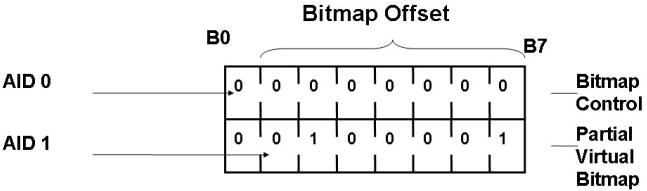 Bitmap Offset
B0
B7
AID 0
0 0 0 0 0 0 0 0
Bitmap
Control
AID 1
0 0 1 0 0 0 0 1
Partial
Virtual
Bitmap